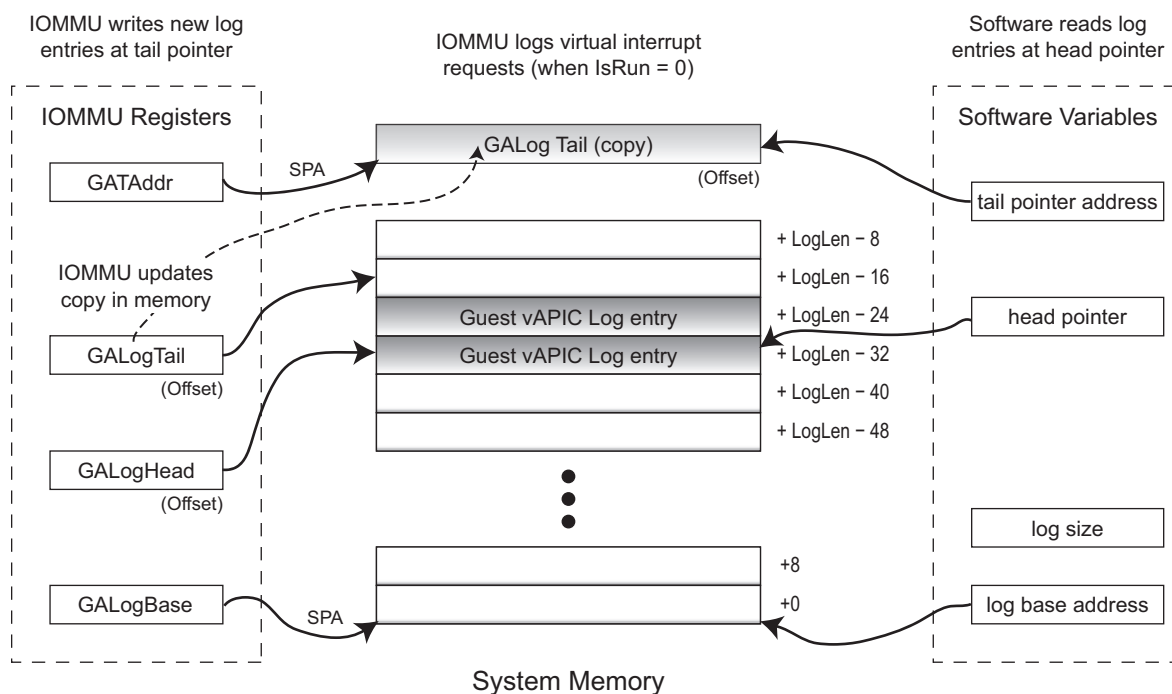 IOMMU writes new log
entries at tail pointer
IOMMU logs virtual interrupt
requests (when IsRun = 0)
Software reads log
entries at head pointer
IOMMU Registers
Software Variables
GATAddr
SPA
GALog Tail (copy)
(Offset)
tail pointer address
+ LogLen − 8
IOMMU updates
copy in memory
+ LogLen − 16
Guest vAPIC Log entry
+ LogLen − 24
head pointer
GALogTail
(Offset)
Guest vAPIC Log entry
+ LogLen − 32
+ LogLen − 40
+ LogLen − 48
GALogHead
(Offset)
log size
+8
GALogBase
SPA
+0
log base address
System Memory